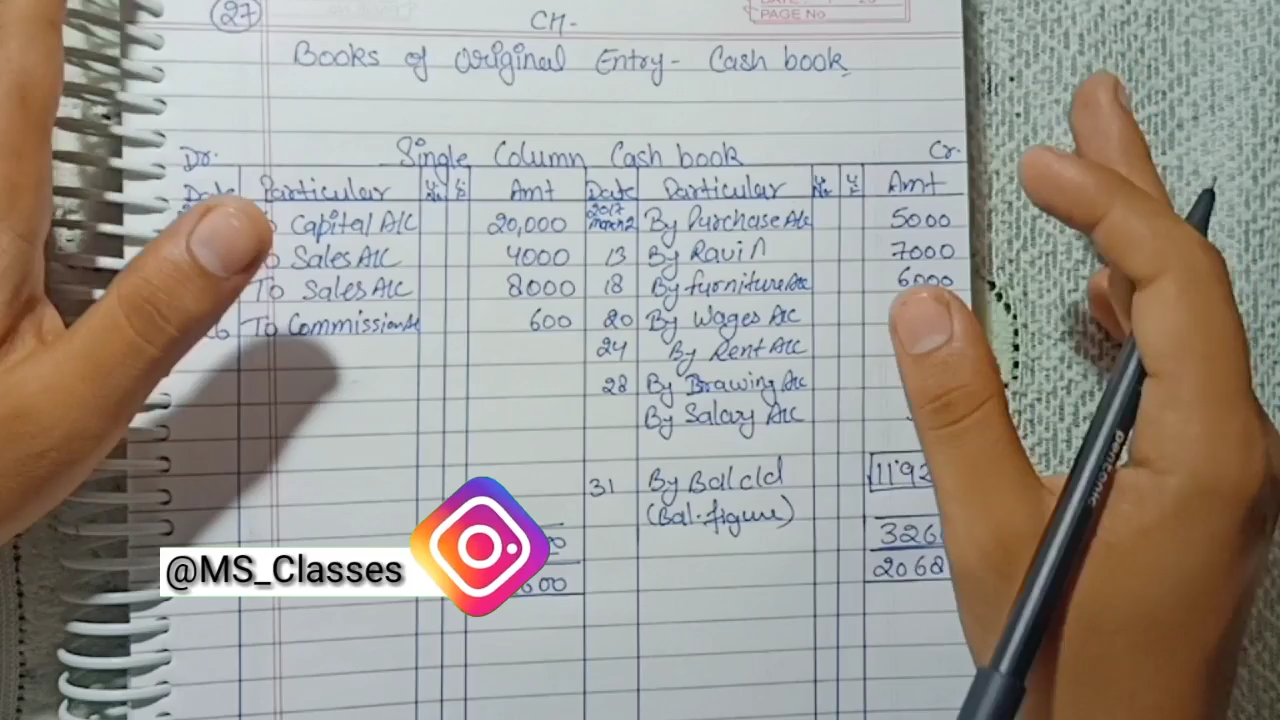 27
PAGE No
CH-
Books of Original Entry - Cash book
Dr. Single Column Cash book Cr.
Date Particular Amt Date Particular Amt
Capital A/c 20,000 2017 March 2 By Purchase A/c 5000
Sales A/c 4000 13 By Ravi 7000
To Sales A/c 8000 18 By furniture A/c 6000
To Commission A/c 600 20 By Wages A/c
24 By Rent A/c
28 By Drawing A/c
By Salary A/c
31 By Bal c/d
(Bal. figure)
@MS_Classes